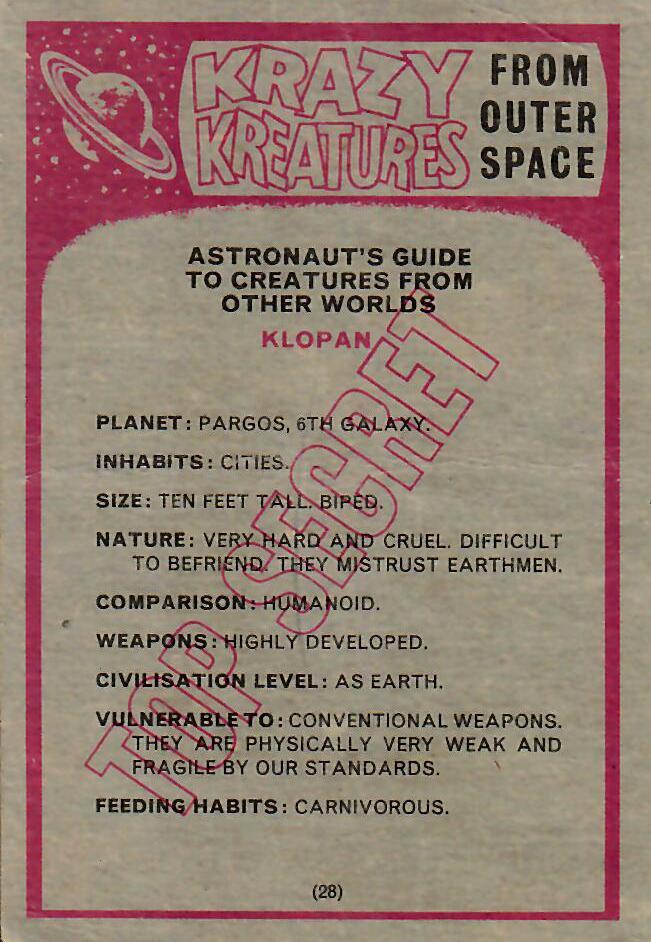 KRAZY
KREATURES
FROM
OUTER
SPACE
ASTRONAUT'S GUIDE
TO CREATURES FROM
OTHER WORLDS
KLOPAN
PLANET: PARGOS, 6TH GALAXY.
INHABITS: CITIES.
SIZE: TEN FEET TALL. BIPED.
NATURE: VERY HARD AND CRUEL. DIFFICULT
TO BEFRIEND. THEY MISTRUST EARTHMEN.
COMPARISON: HUMANOID.
WEAPONS: HIGHLY DEVELOPED.
CIVILISATION LEVEL: AS EARTH.
VULNERABLE TO: CONVENTIONAL WEAPONS.
THEY ARE PHYSICALLY VERY WEAK AND
FRAGILE BY OUR STANDARDS.
FEEDING HABITS: CARNIVOROUS.
TOP SECRET
(28)